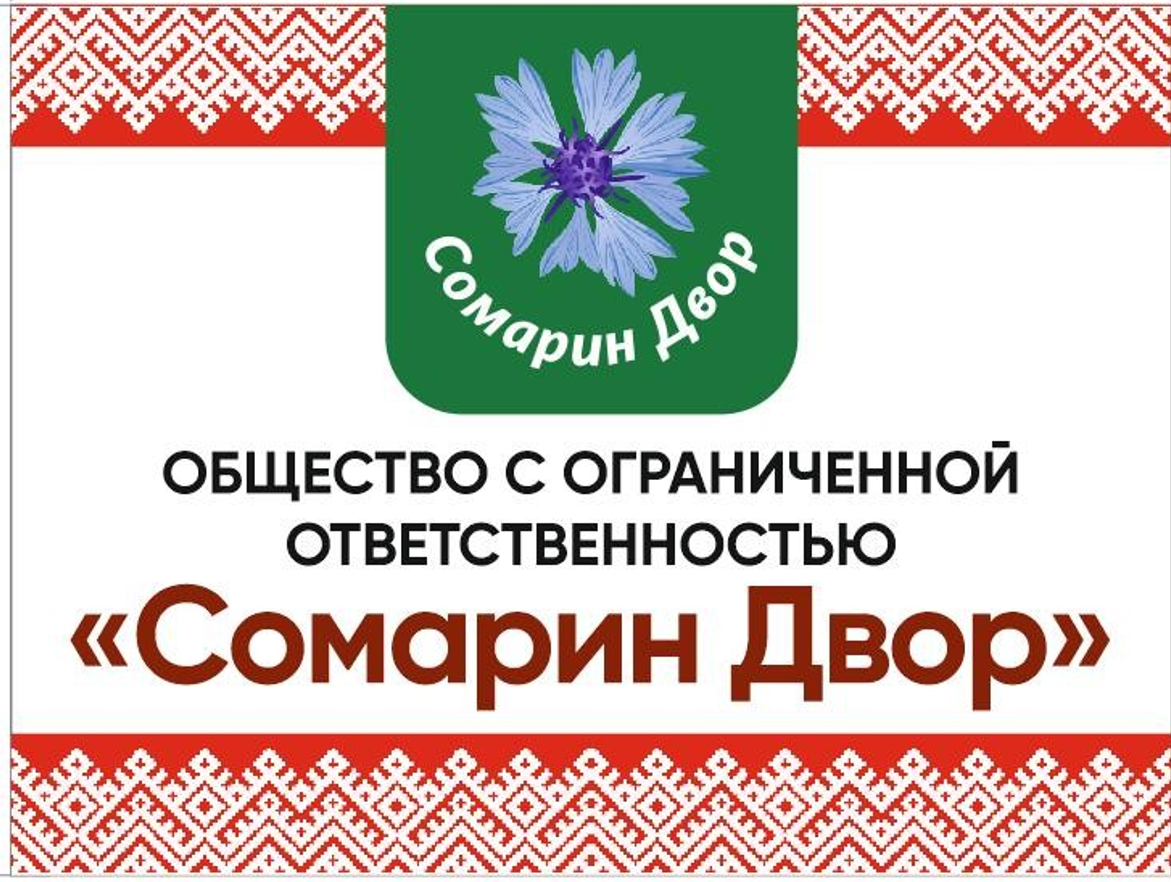 Сомарин Двор
ОБЩЕСТВО С ОГРАНИЧЕННОЙ
ОТВЕТСТВЕННОСТЬЮ
«Сомарин Двор»